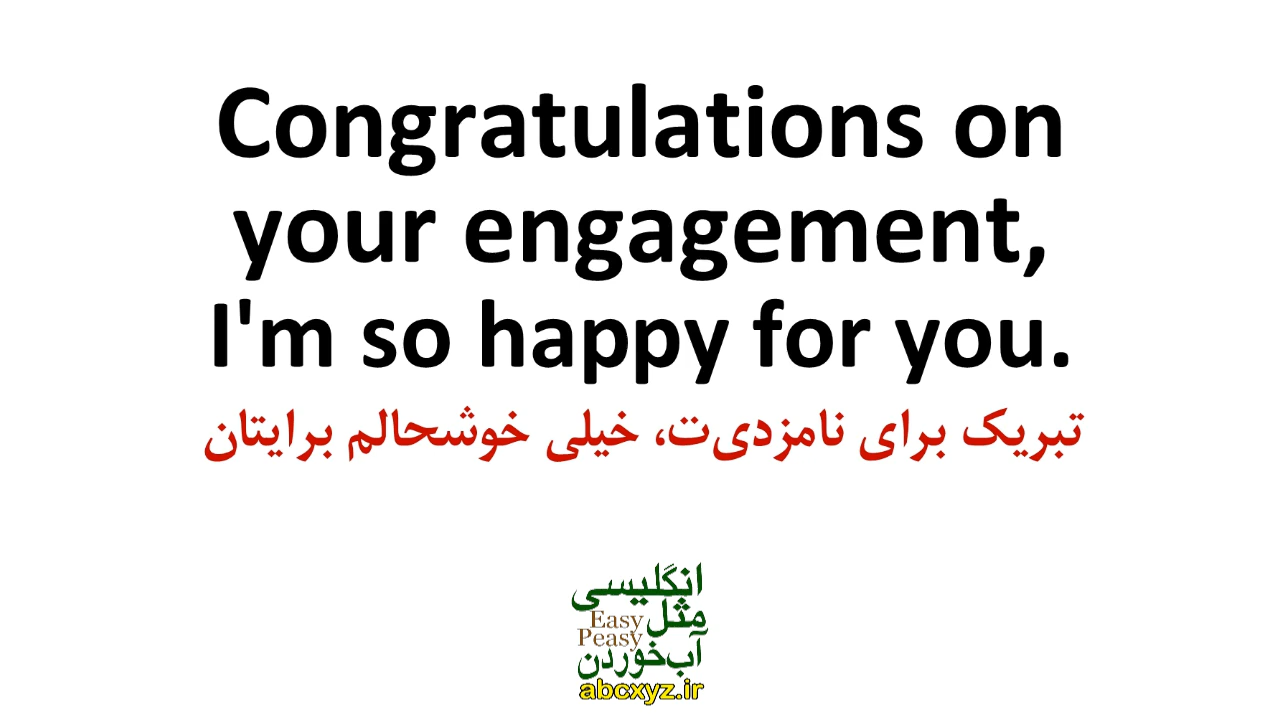 Congratulations on
your engagement,
I'm so happy for you.
تبریک برای نامزدی‌ت، خیلی خوشحالم برایتان
انگلیسی
مثل
Easy
Peasy
آب‌خوردن
abcxyz.ir